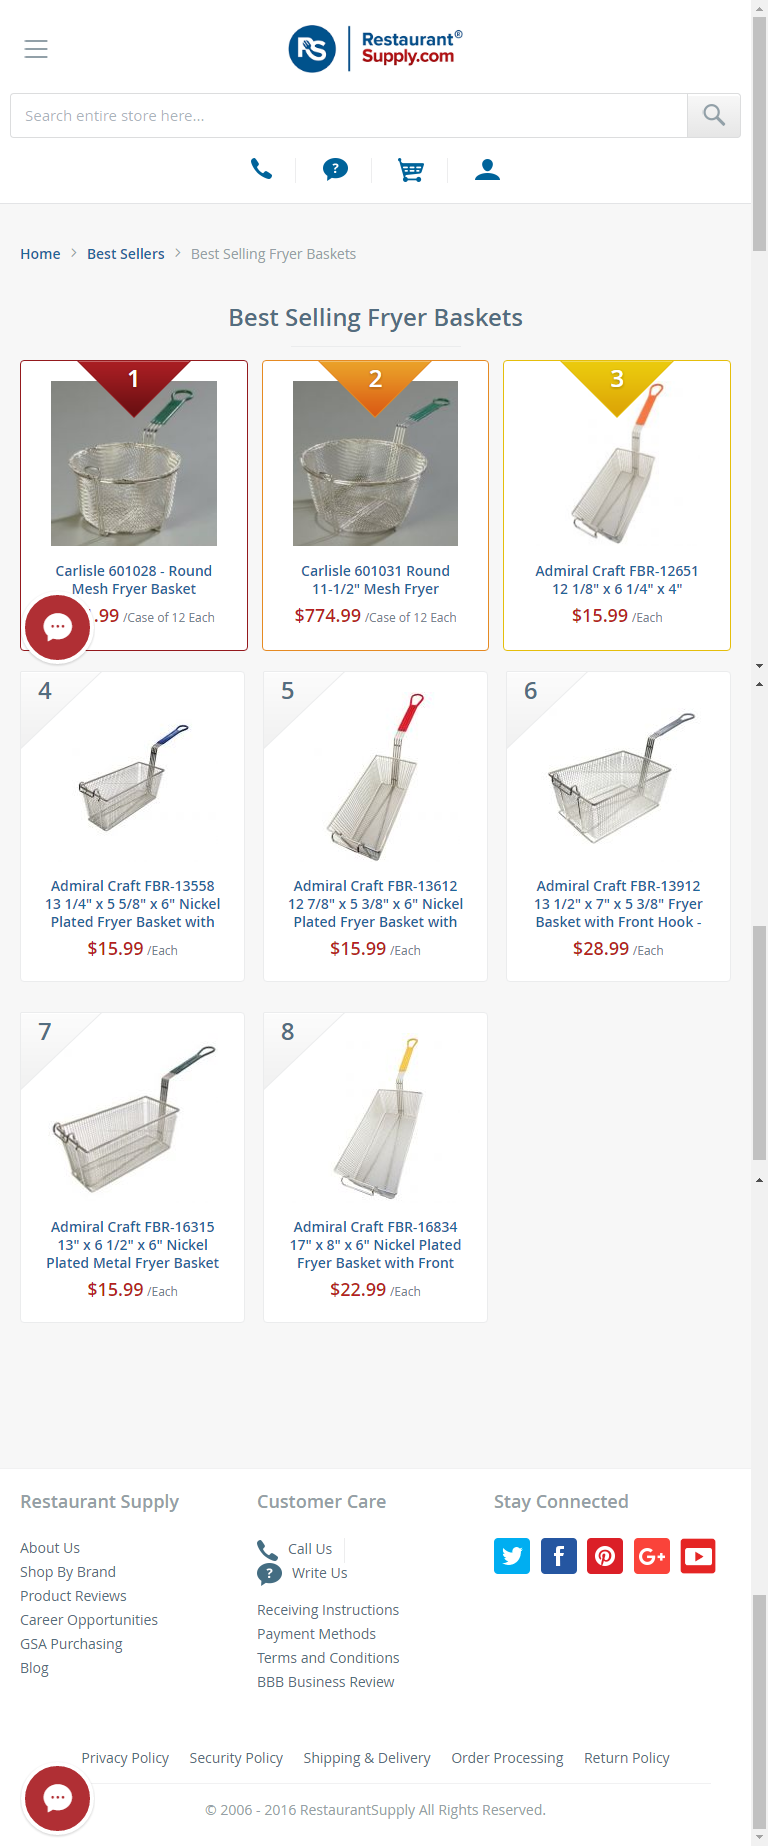 RS
Restaurant®
Supply.com
Search entire store here...
?
Home > Best Sellers > Best Selling Fryer Baskets
Best Selling Fryer Baskets
1
2
3
Carlisle 601028 - Round
Mesh Fryer Basket
.99 /Case of 12 Each
Carlisle 601031 Round
11-1/2" Mesh Fryer
$774.99 /Case of 12 Each
Admiral Craft FBR-12651
12 1/8" x 6 1/4" x 4"
$15.99 /Each
4
5
6
Admiral Craft FBR-13558
13 1/4" x 5 5/8" x 6" Nickel
Plated Fryer Basket with
$15.99 /Each
Admiral Craft FBR-13612
12 7/8" x 5 3/8" x 6" Nickel
Plated Fryer Basket with
$15.99 /Each
Admiral Craft FBR-13912
13 1/2" x 7" x 5 3/8" Fryer
Basket with Front Hook -
$28.99 /Each
7
8
Admiral Craft FBR-16315
13" x 6 1/2" x 6" Nickel
Plated Metal Fryer Basket
$15.99 /Each
Admiral Craft FBR-16834
17" x 8" x 6" Nickel Plated
Fryer Basket with Front
$22.99 /Each
Restaurant Supply
About Us
Shop By Brand
Product Reviews
Career Opportunities
GSA Purchasing
Blog
Customer Care
Call Us
? Write Us
Receiving Instructions
Payment Methods
Terms and Conditions
BBB Business Review
Stay Connected
f
G+
Privacy Policy Security Policy Shipping & Delivery Order Processing Return Policy
© 2006 - 2016 RestaurantSupply All Rights Reserved.